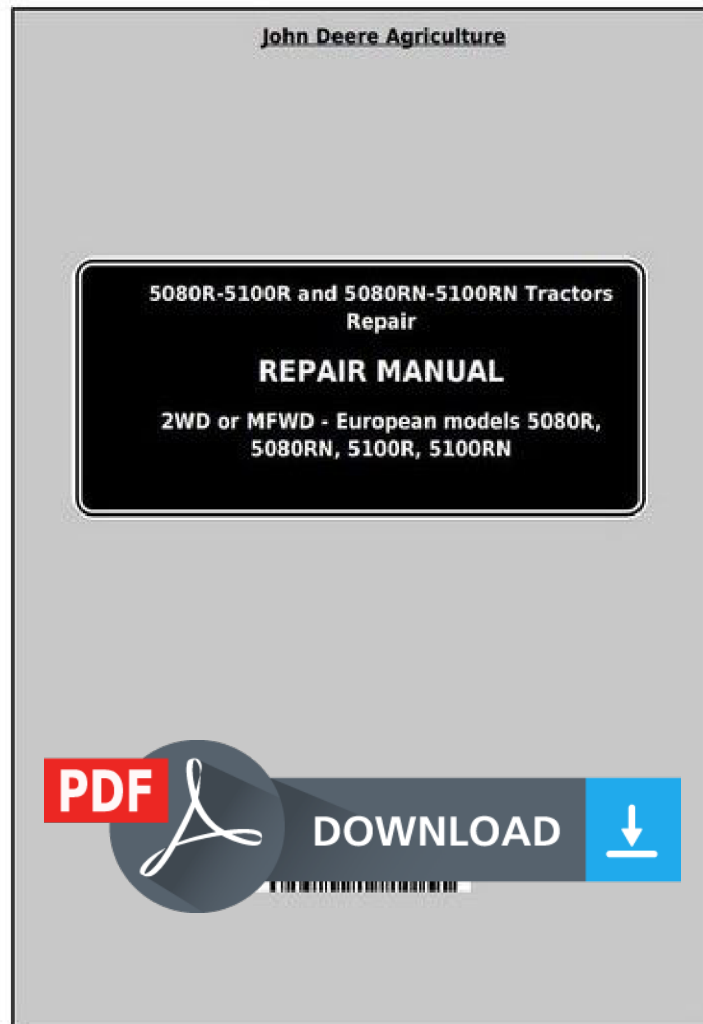 John Deere Agriculture
5080R-5100R and 5080RN-5100RN Tractors
Repair
REPAIR MANUAL
2WD or MFWD - European models 5080R,
5080RN, 5100R, 5100RN
PDF
DOWNLOAD